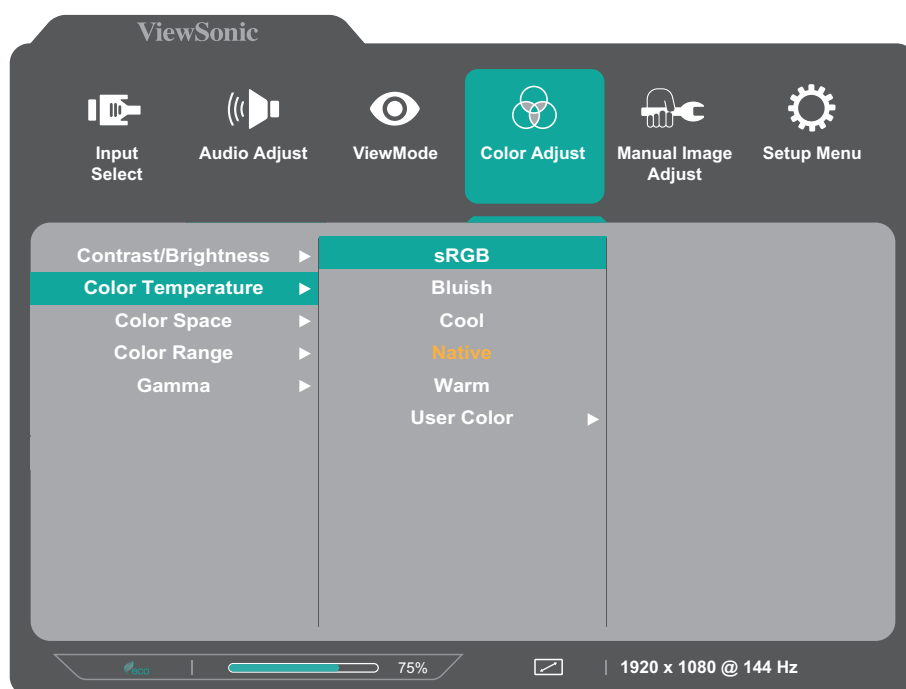 ViewSonic
Input
Select
Audio Adjust
ViewMode
Color Adjust
Manual Image
Adjust
Setup Menu
Contrast/Brightness
Color Temperature
Color Space
Color Range
Gamma
sRGB
Bluish
Cool
Native
Warm
User Color
ECO
75%
1920 x 1080 @ 144 Hz